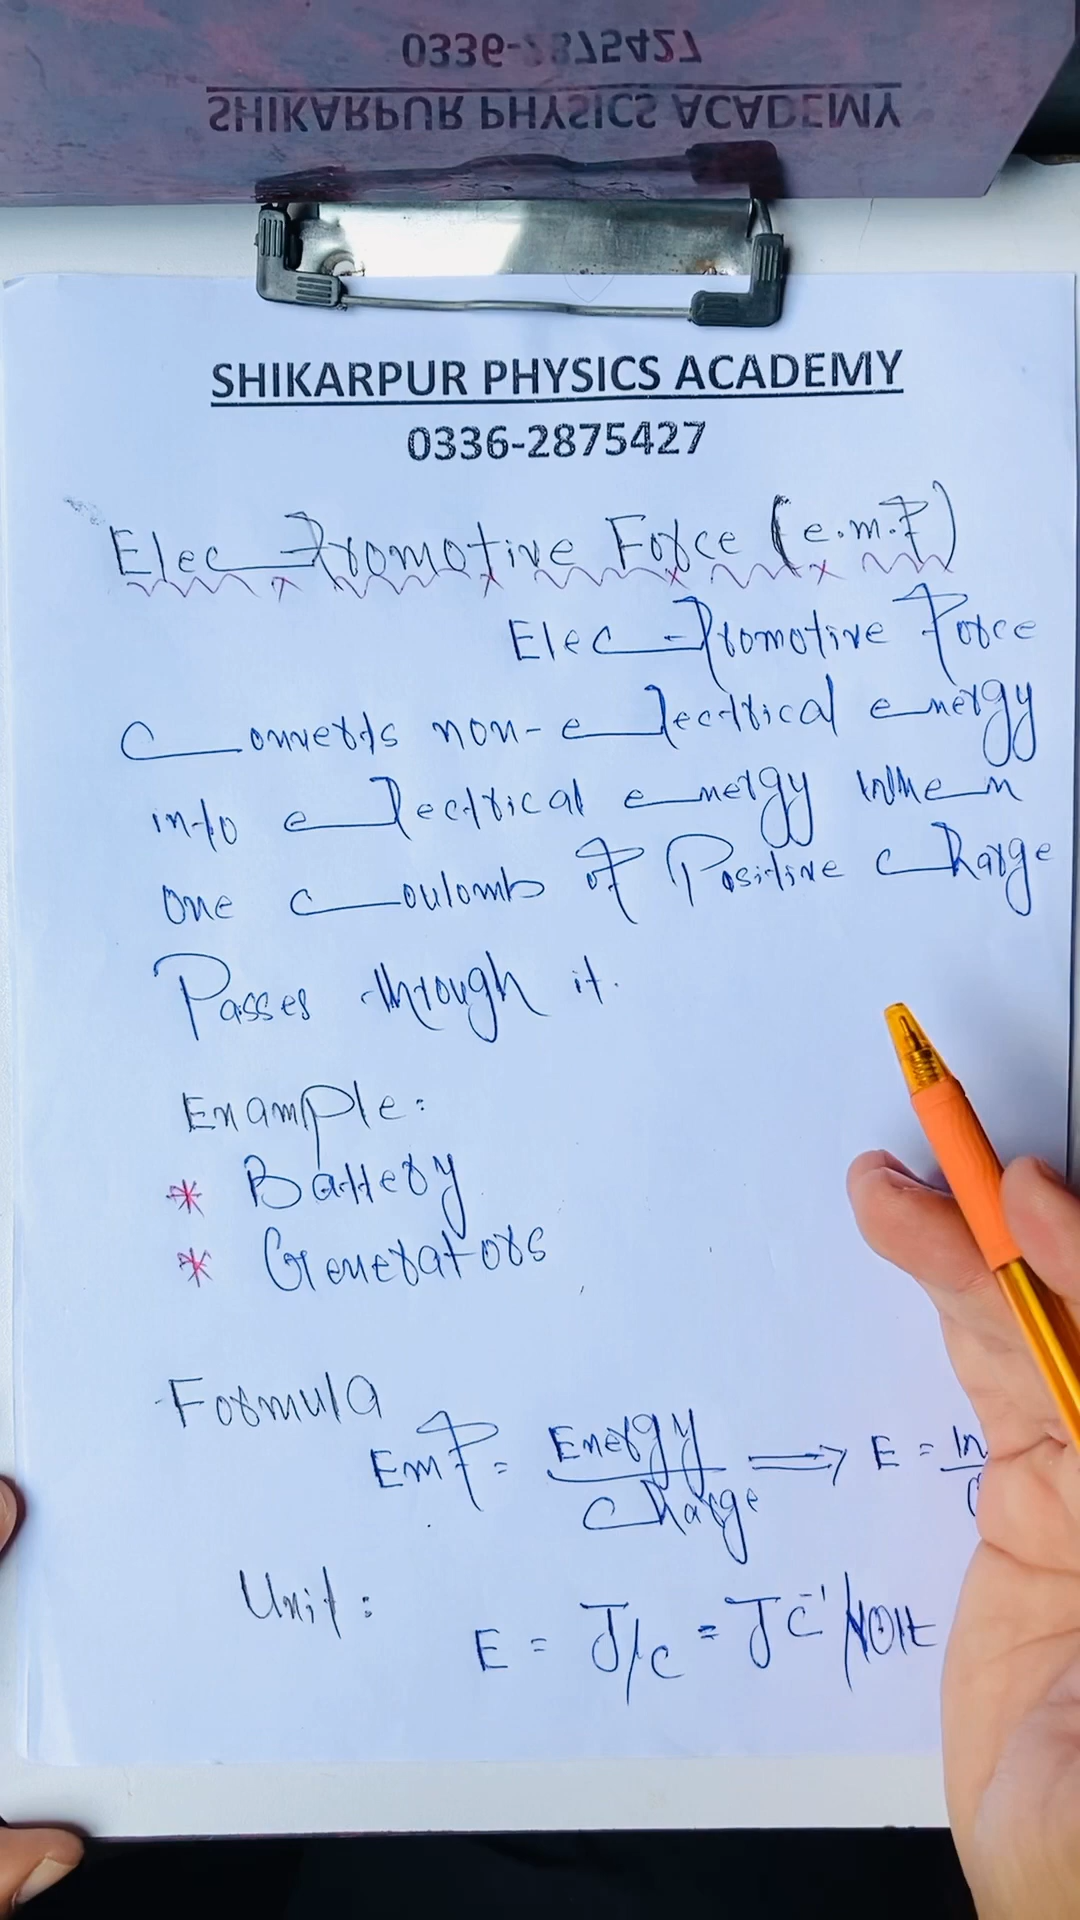 0336-2875427
SHIKARPUR PHYSICS ACADEMY
SHIKARPUR PHYSICS ACADEMY
0336-2875427
Electromotive Force (e.m.f)
Electromotive Force
Converts non-electrical energy
into electrical energy when
one coulomb of Positive charge
Passes through it.
Example:
* Battery
* Generators
Formula
Emf = Energy / Charge ⟹ E =
Unit:
E = J/C = JC⁻¹/volt